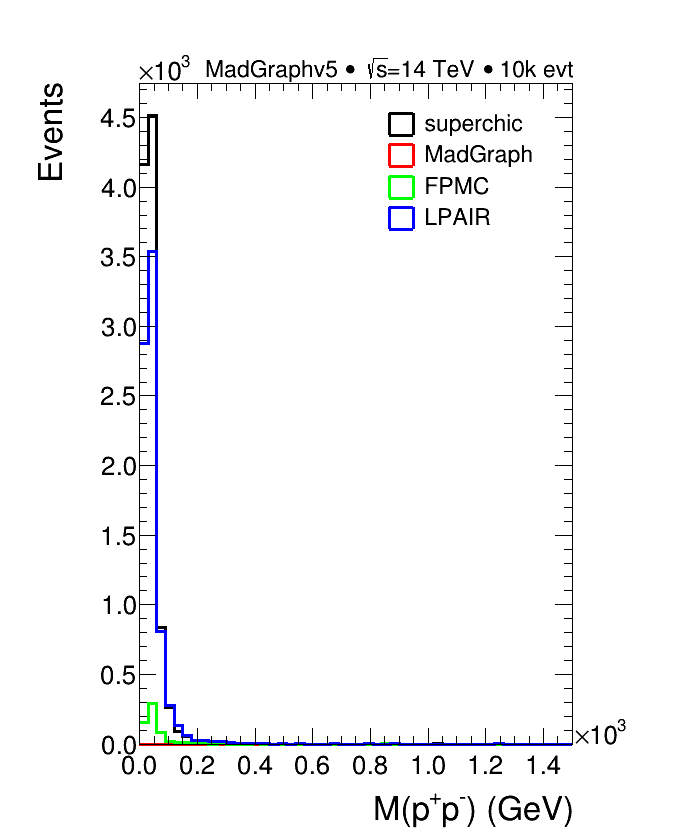 ×10³ MadGraphv5 • √s=14 TeV • 10k evt
Events
superchic
MadGraph
FPMC
LPAIR
4.5
4.0
3.5
3.0
2.5
2.0
1.5
1.0
0.5
0.0
0.0 0.2 0.4 0.6 0.8 1.0 1.2 1.4
×10³
M(p⁺p⁻) (GeV)